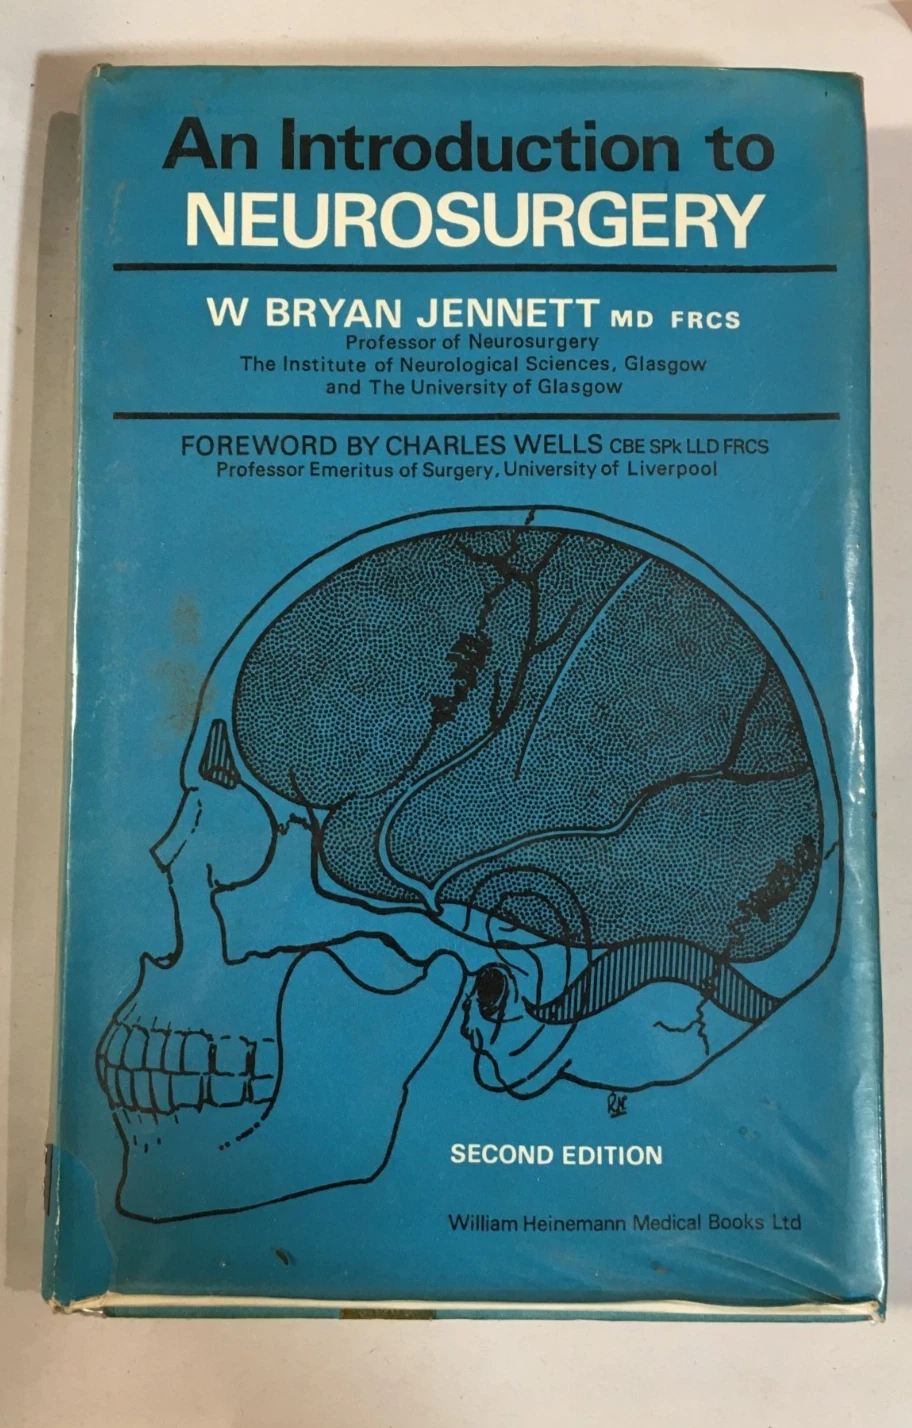 An Introduction to
NEUROSURGERY
W BRYAN JENNETT MD FRCS
Professor of Neurosurgery
The Institute of Neurological Sciences, Glasgow
and The University of Glasgow
FOREWORD BY CHARLES WELLS CBE SPk LLD FRCS
Professor Emeritus of Surgery, University of Liverpool
SECOND EDITION
William Heinemann Medical Books Ltd